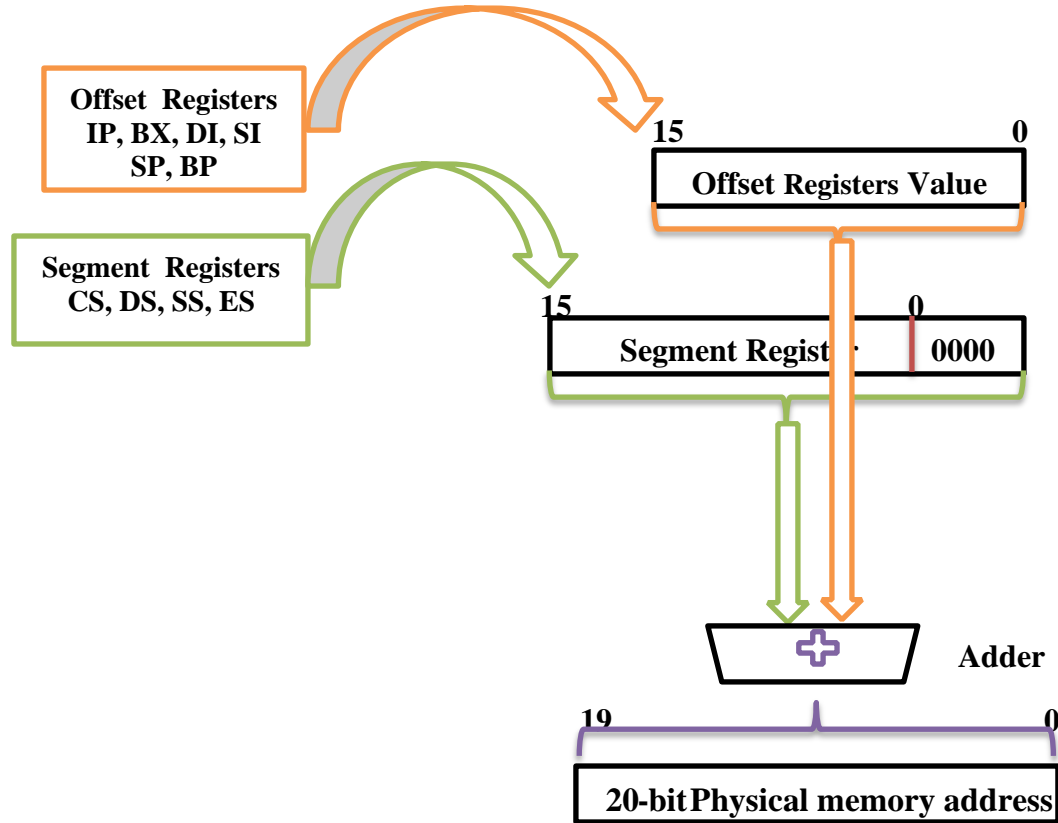 Offset Registers
IP, BX, DI, SI
SP, BP
15 0
Offset Registers Value
Segment Registers
CS, DS, SS, ES
15 0
Segment 0000
Adder
19 0
20-bit Physical memory address